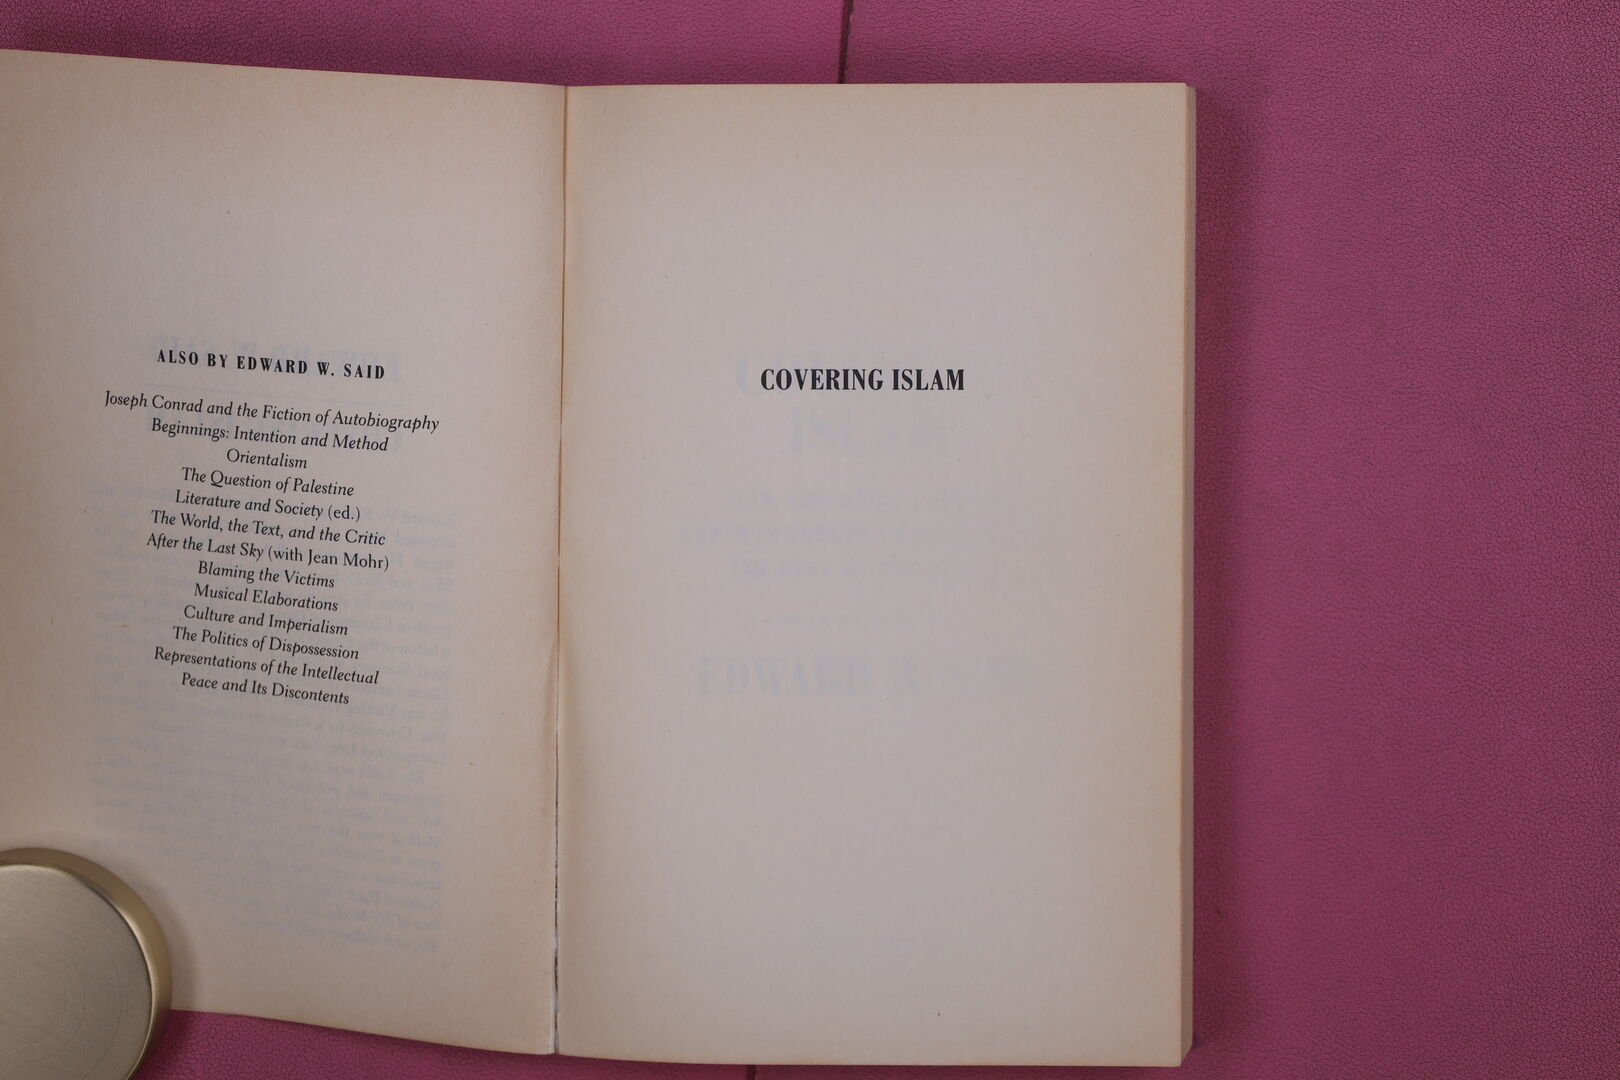 ALSO BY EDWARD W. SAID
Joseph Conrad and the Fiction of Autobiography
Beginnings: Intention and Method
Orientalism
The Question of Palestine
Literature and Society (ed.)
The World, the Text, and the Critic
After the Last Sky (with Jean Mohr)
Blaming the Victims
Musical Elaborations
Culture and Imperialism
The Politics of Dispossession
Representations of the Intellectual
Peace and Its Discontents
COVERING ISLAM